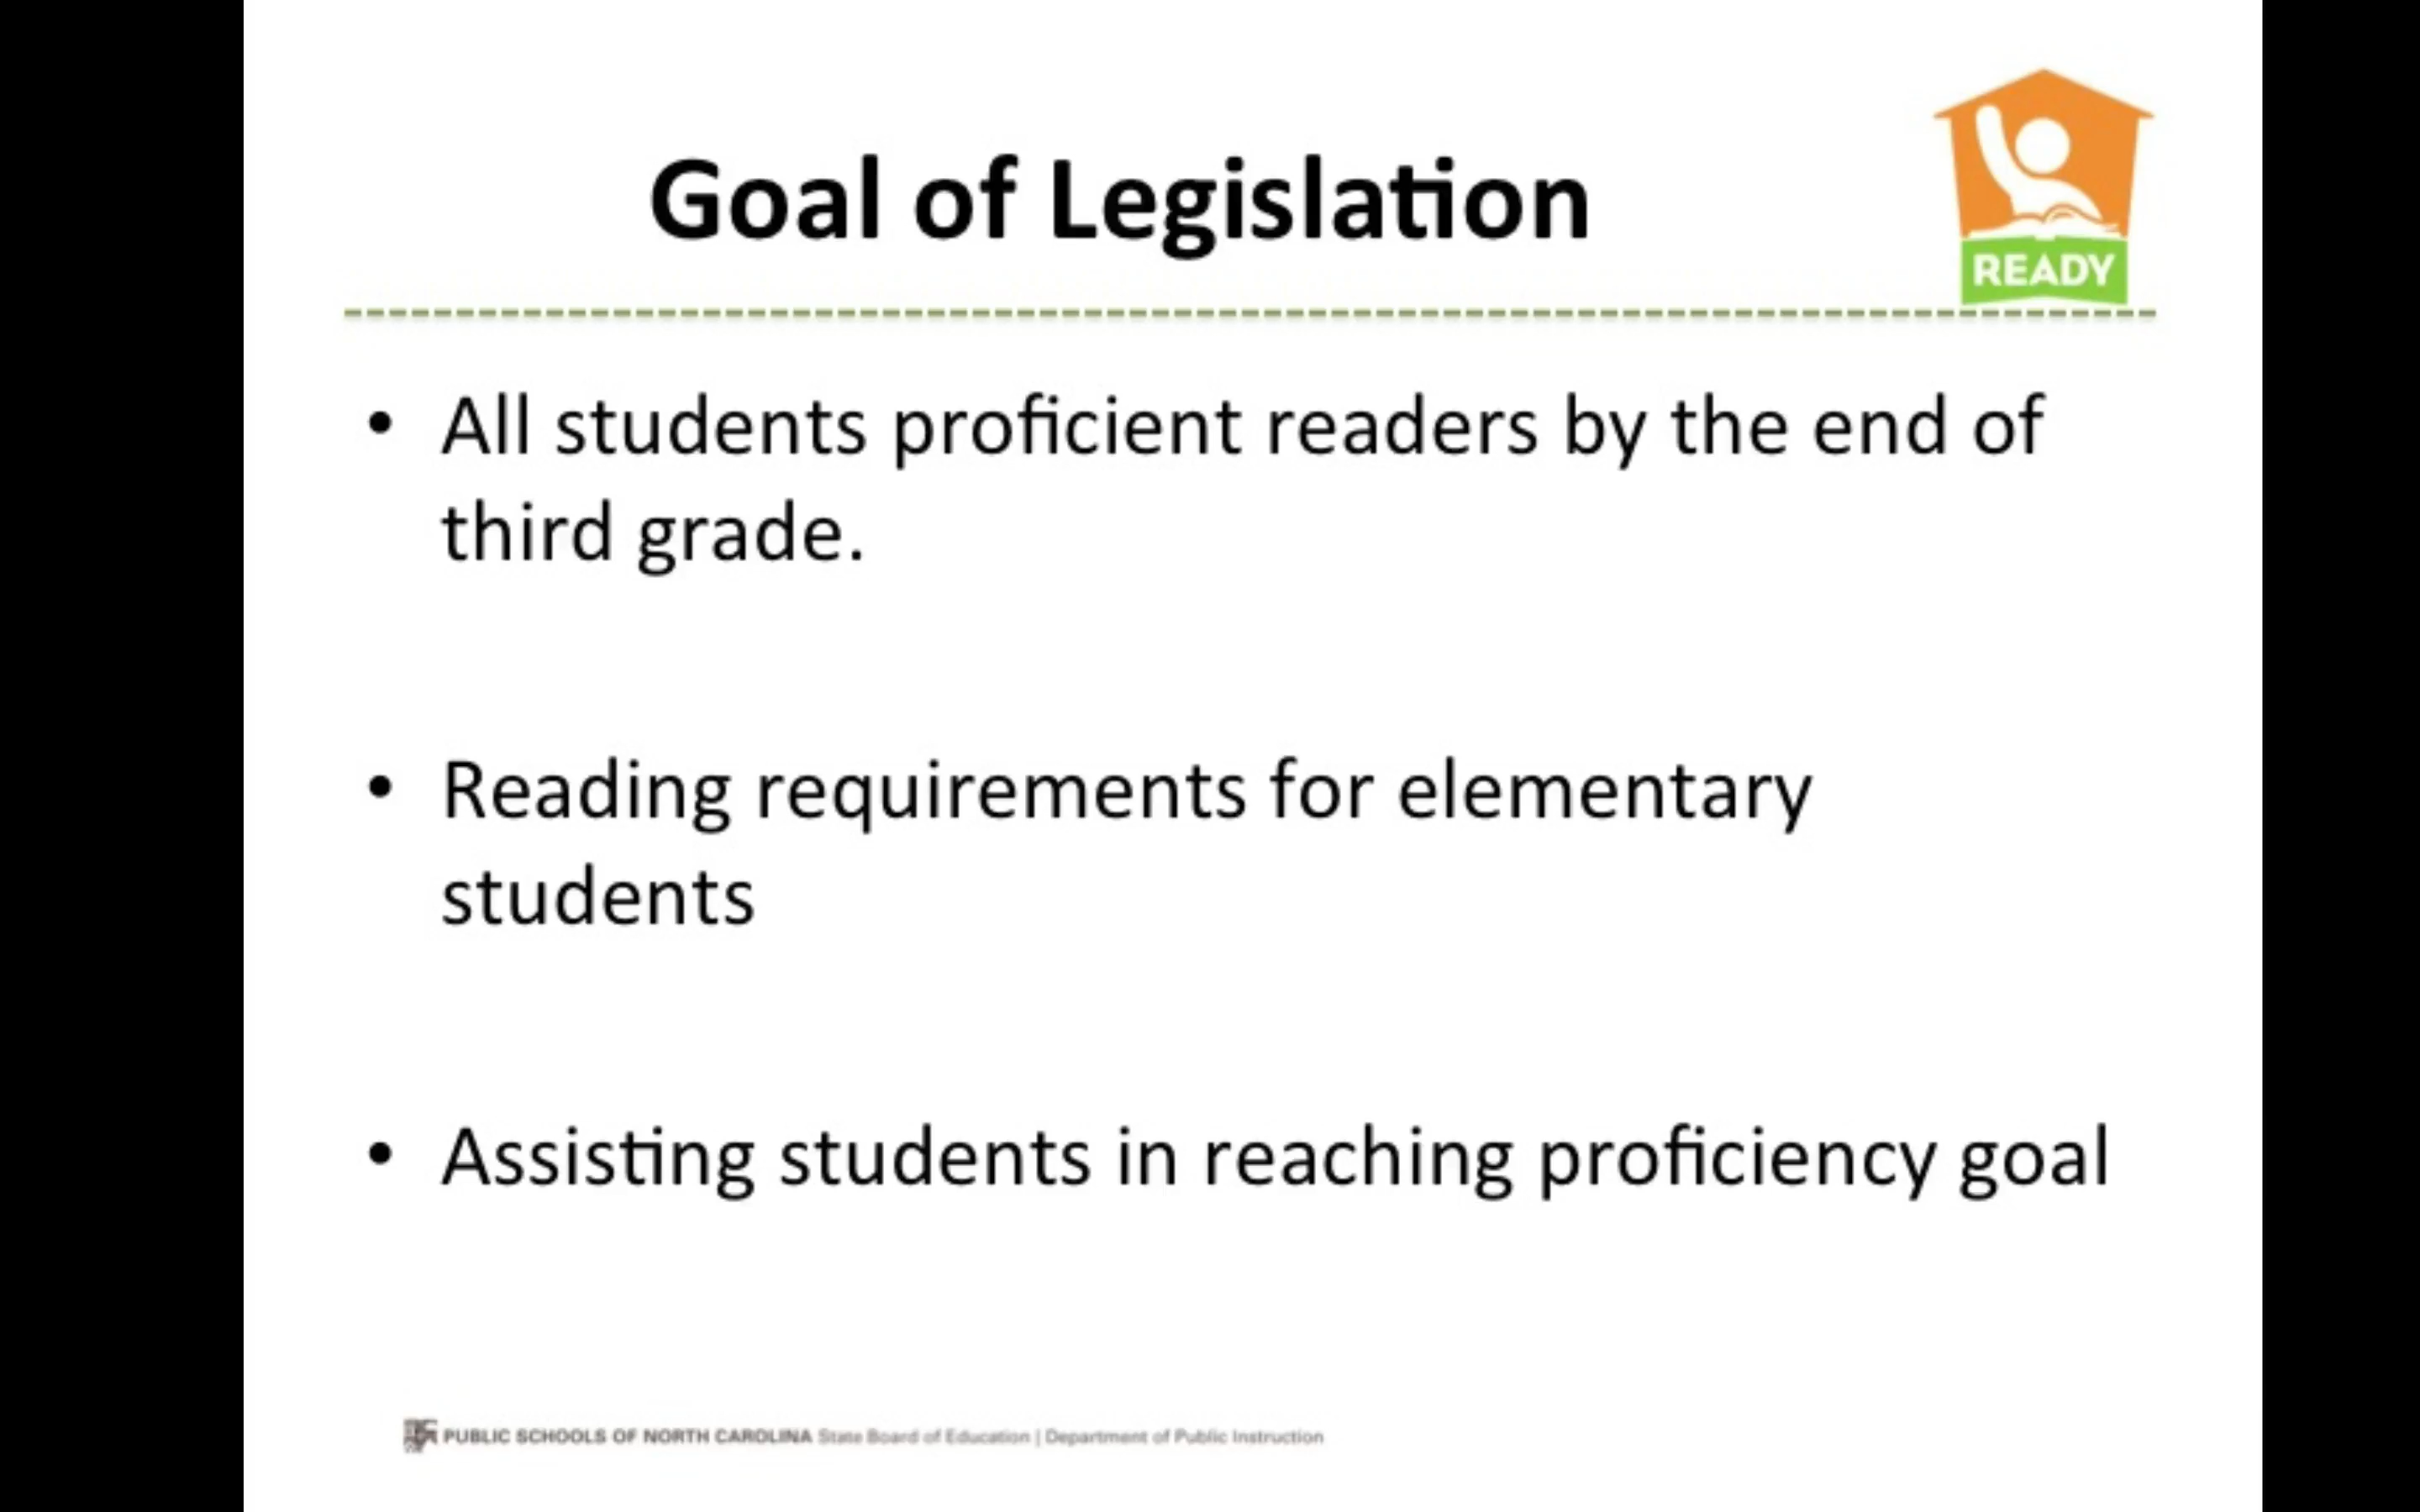 Goal of Legislation
READY
• All students proficient readers by the end of
third grade.
• Reading requirements for elementary
students
• Assisting students in reaching proficiency goal
PUBLIC SCHOOLS OF NORTH CAROLINA State Board of Education | Department of Public Instruction